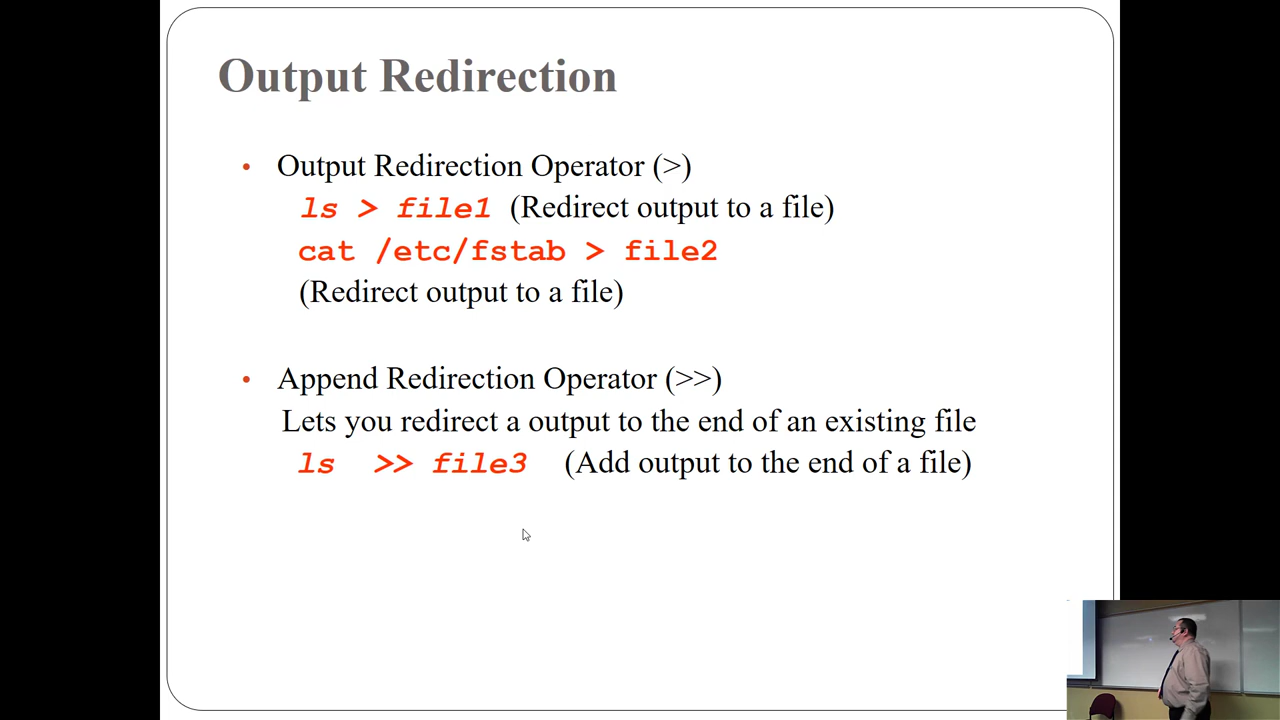 Output Redirection
• Output Redirection Operator (>)
ls > file1 (Redirect output to a file)
cat /etc/fstab > file2
(Redirect output to a file)
• Append Redirection Operator (>>)
Lets you redirect a output to the end of an existing file
ls >> file3 (Add output to the end of a file)